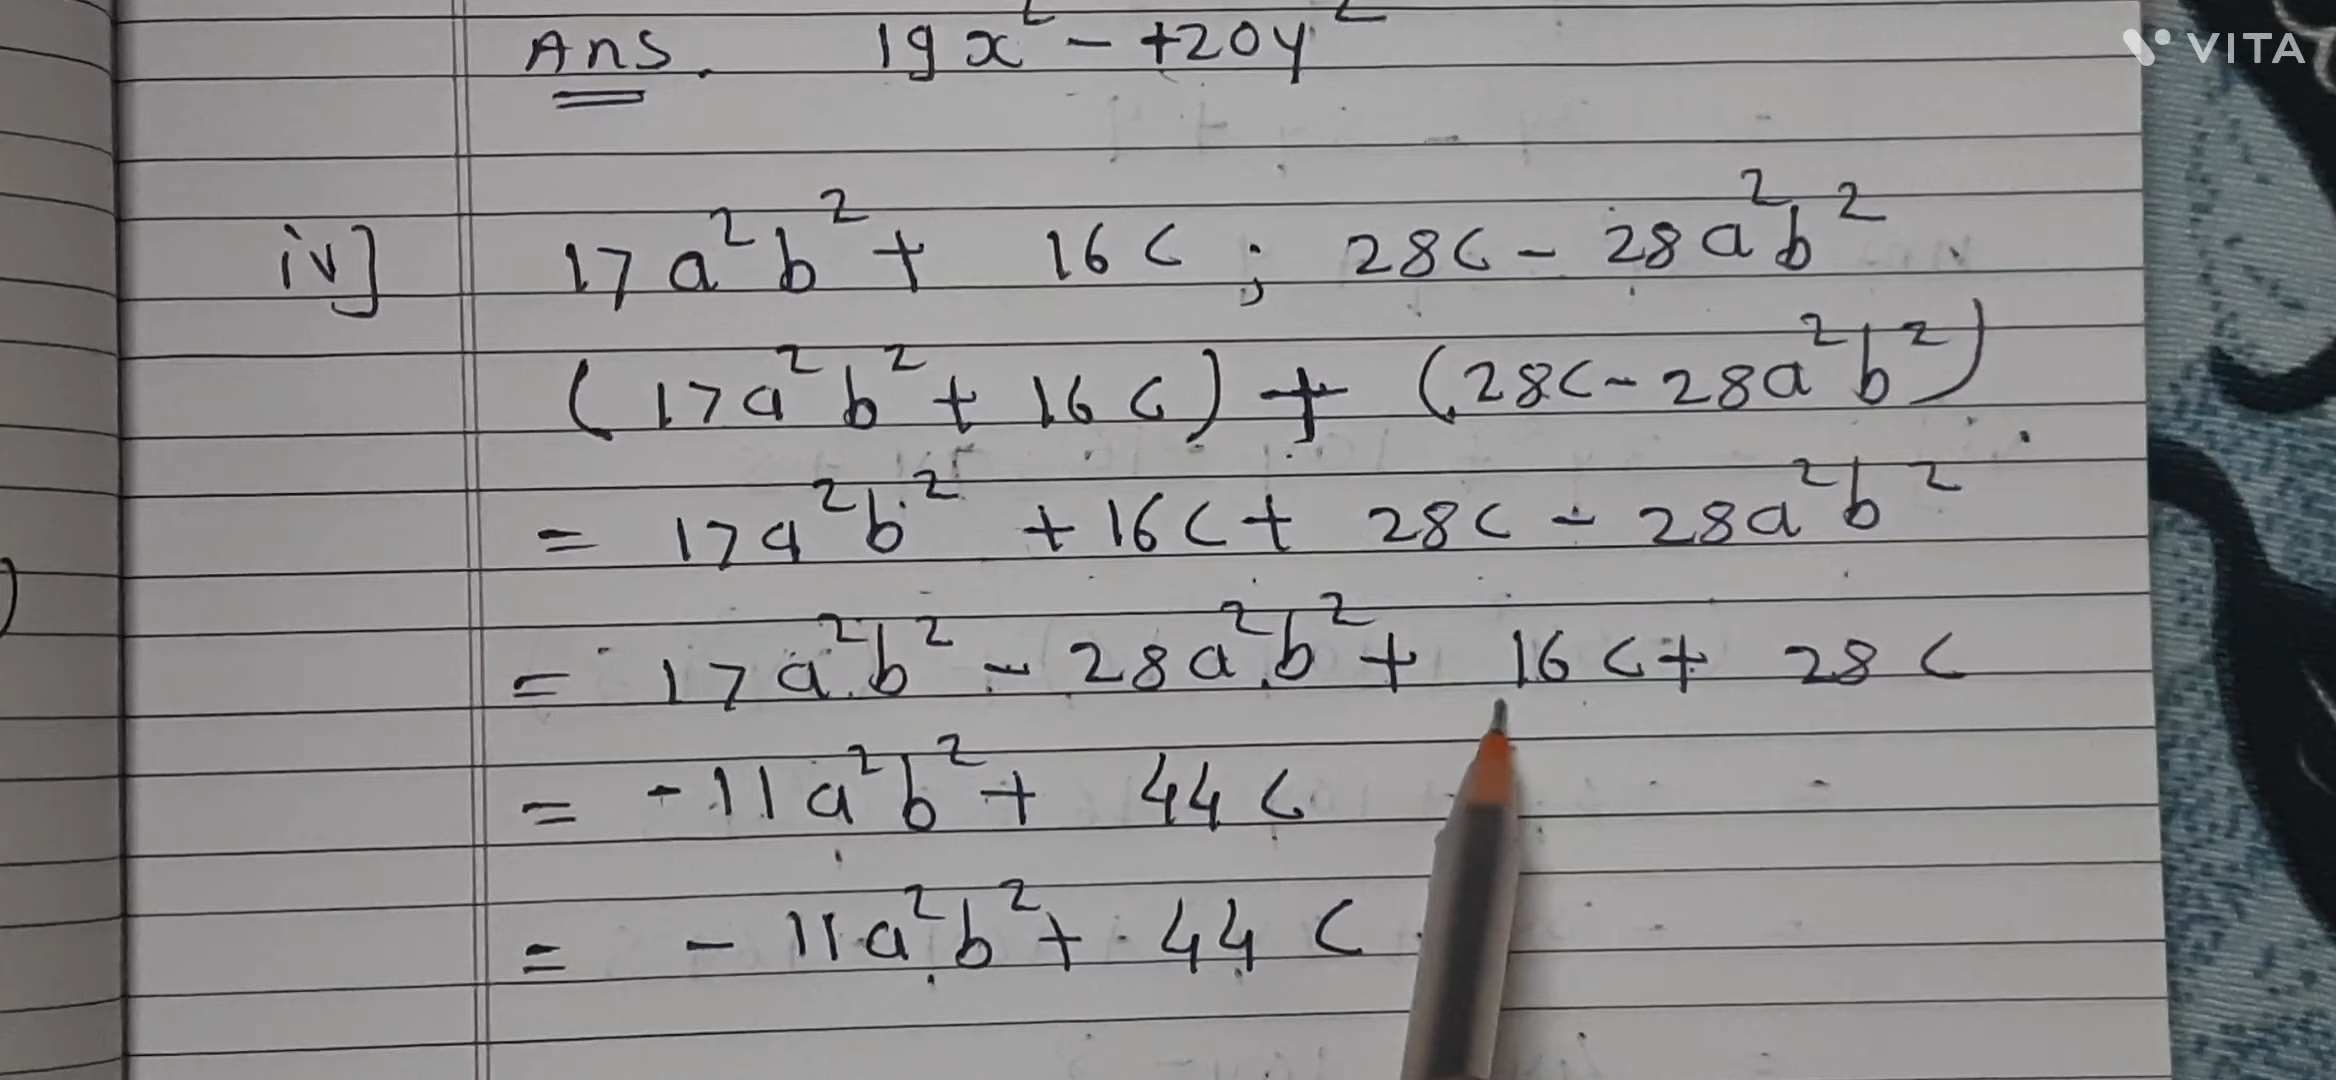 Ans. 19x² - +20y²
VITA
iv] 17a²b² + 16c ; 28c - 28a²b²
(17a²b² + 16c) + (28c - 28a²b²)
= 17a²b² + 16c + 28c - 28a²b²
= 17a²b² - 28a²b² + 16c + 28c
= -11a²b² + 44c
= - 11a²b² + 44c